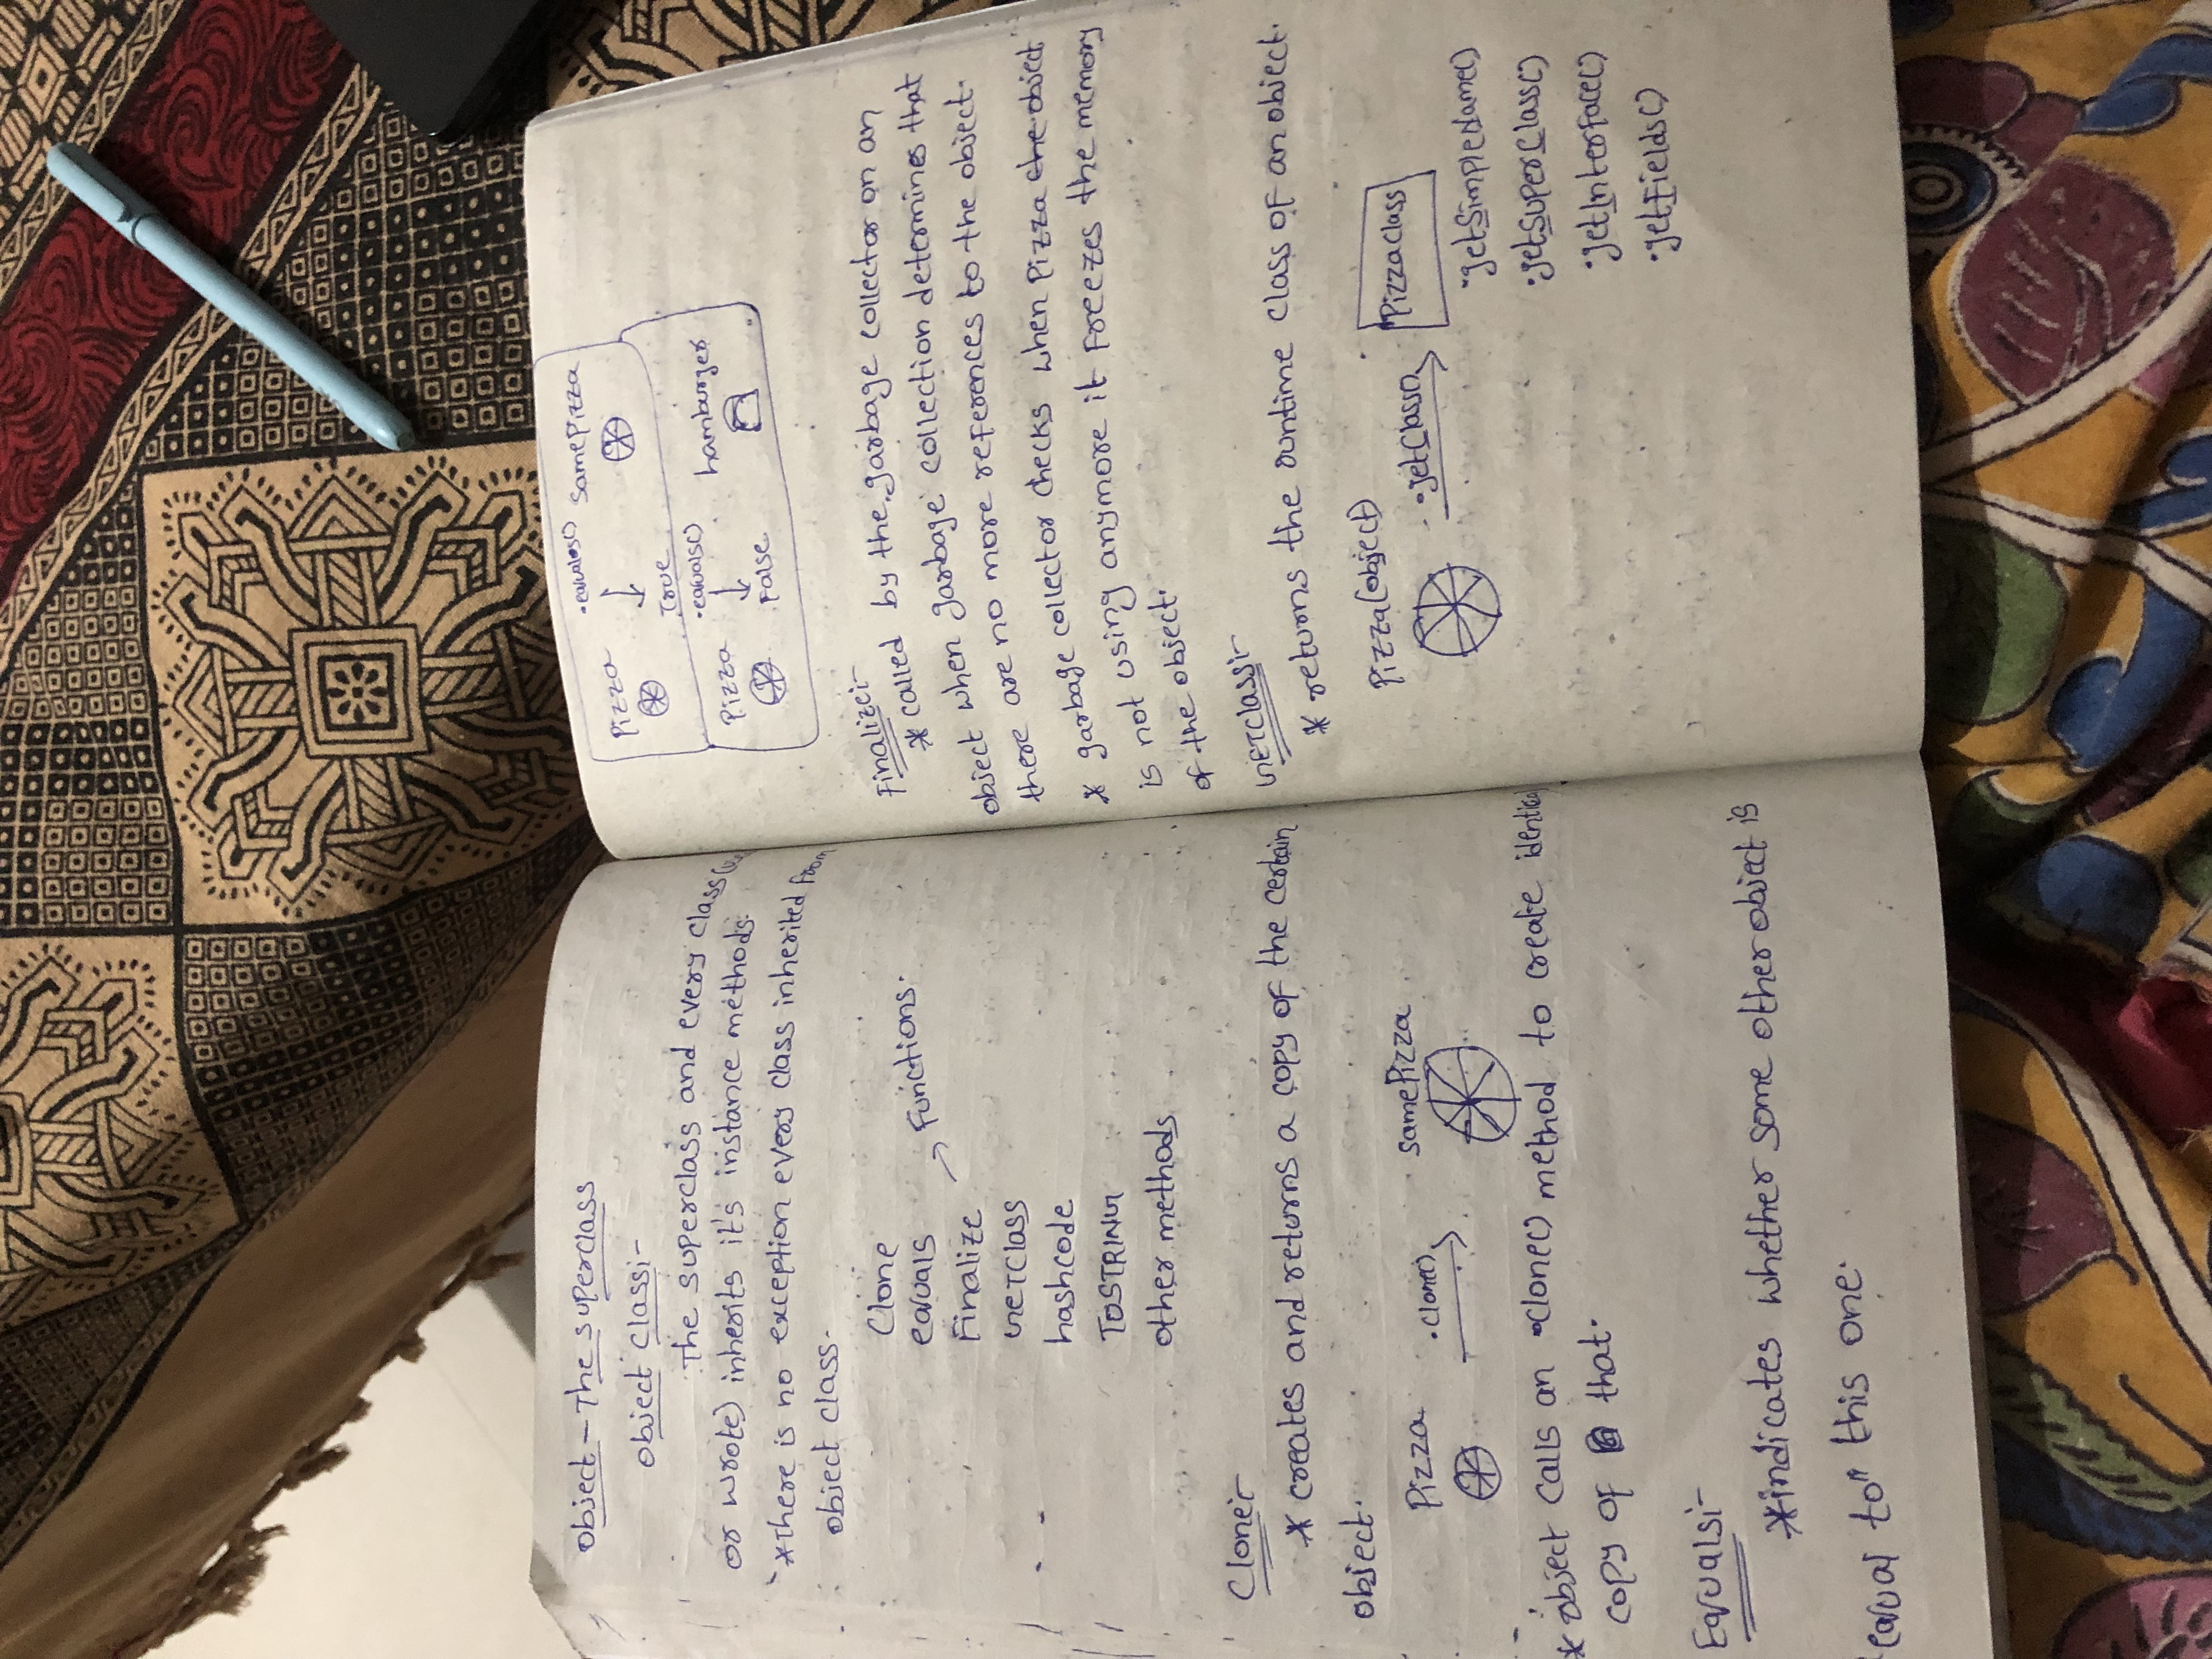 Object - The superclass
Object Class:-
The superclass and every class
or wrote) inherits it's instance methods.
*There is no exception every class inherited from
object class.
Clone
equals
Finalize → Functions.
GETClass
hashcode
TOSTRING
other methods
Clone:-
* creates and returns a copy of the certain
object.
Pizza .clone() samePizza
* object calls an .clone() method to create identical
copy of that.
Equals:-
*indicates whether some other object is
"equal to" this one.
Pizza .equals() samePizza
True
Pizza .equals() hamburger
False
Finalize:-
* called by the garbage collector on an
object when garbage collection determines that
there are no more references to the object.
* garbage collector checks when Pizza the object
is not using anymore it freezes the memory
of the object.
GETClass:-
* returns the runtime class of an object.
Pizza(object) .getClass() PizzaClass
.getSimpleName()
.getSuperClass()
.getInterface()
.getFields()